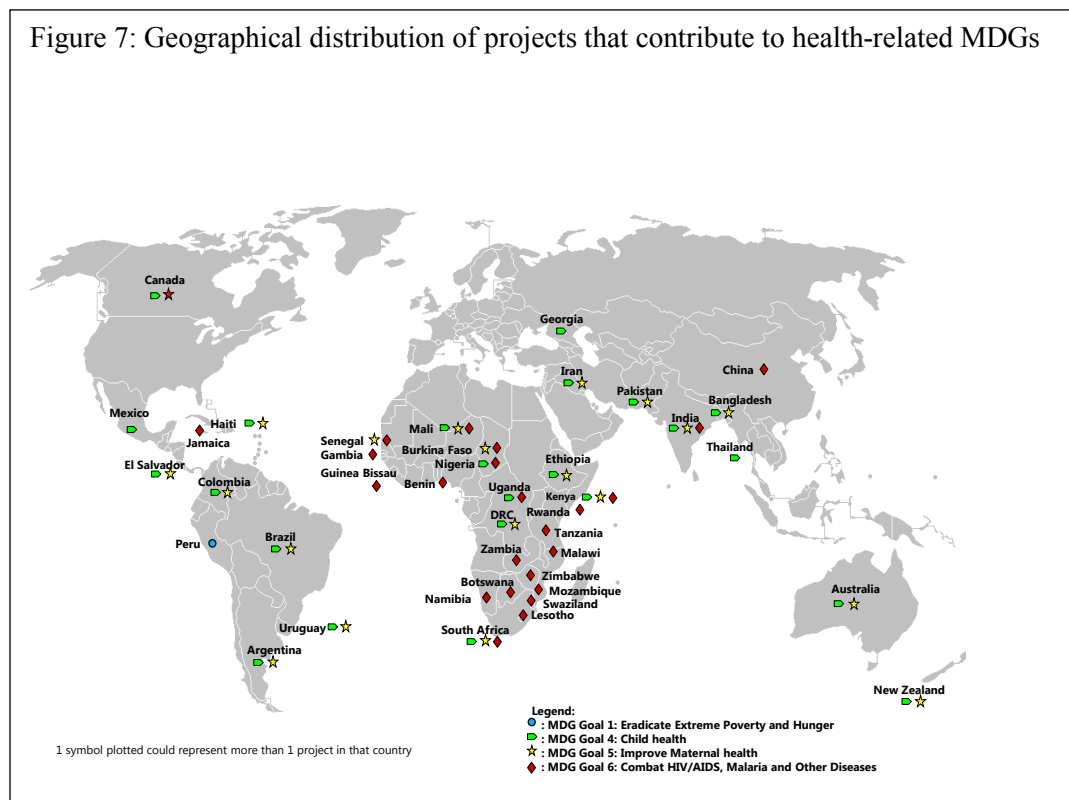 Figure 7: Geographical distribution of projects that contribute to health-related MDGs
Canada
Georgia
China
Iran
Pakistan
Bangladesh
Mexico
Haiti
India
Jamaica
Mali
Senegal
Burkina Faso
Thailand
Gambia
Nigeria
Ethiopia
El Salvador
Guinea Bissau
Colombia
Benin
Uganda
Kenya
Rwanda
DRC
Tanzania
Peru
Brazil
Zambia
Malawi
Zimbabwe
Botswana
Mozambique
Australia
Namibia
Swaziland
Lesotho
Uruguay
South Africa
Argentina
New Zealand
Legend:
: MDG Goal 1: Eradicate Extreme Poverty and Hunger
: MDG Goal 4: Child health
1 symbol plotted could represent more than 1 project in that country
: MDG Goal 5: Improve Maternal health
: MDG Goal 6: Combat HIV/AIDS, Malaria and Other Diseases